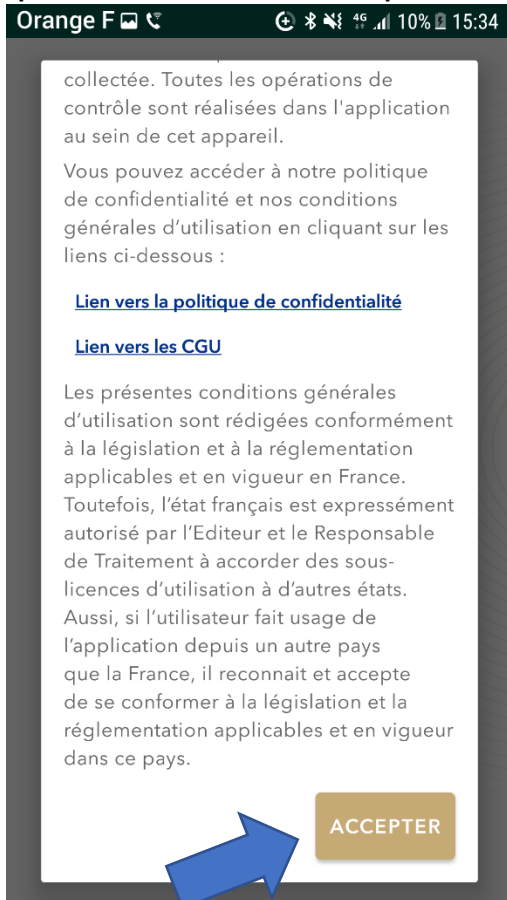 Orange F 4G 10% 15:34
collectée. Toutes les opérations de
contrôle sont réalisées dans l'application
au sein de cet appareil.
Vous pouvez accéder à notre politique
de confidentialité et nos conditions
générales d’utilisation en cliquant sur les
liens ci-dessous :
Lien vers la politique de confidentialité
Lien vers les CGU
Les présentes conditions générales
d’utilisation sont rédigées conformément
à la législation et à la réglementation
applicables et en vigueur en France.
Toutefois, l’état français est expressément
autorisé par l’Editeur et le Responsable
de Traitement à accorder des sous-
licences d’utilisation à d’autres états.
Aussi, si l’utilisateur fait usage de
l’application depuis un autre pays
que la France, il reconnait et accepte
de se conformer à la législation et la
réglementation applicables et en vigueur
dans ce pays.
ACCEPTER